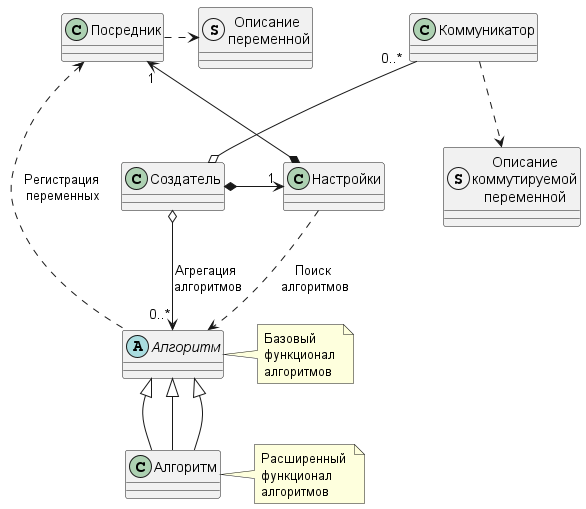 C Посредник
S Описание
переменной
C Коммуникатор
1
0..*
S Описание
коммутируемой
переменной
C Создатель
1
C Настройки
Регистрация
переменных
Агрегация
алгоритмов
Поиск
алгоритмов
0..*
A Алгоритм
Базовый
функционал
алгоритмов
C Алгоритм
Расширенный
функционал
алгоритмов